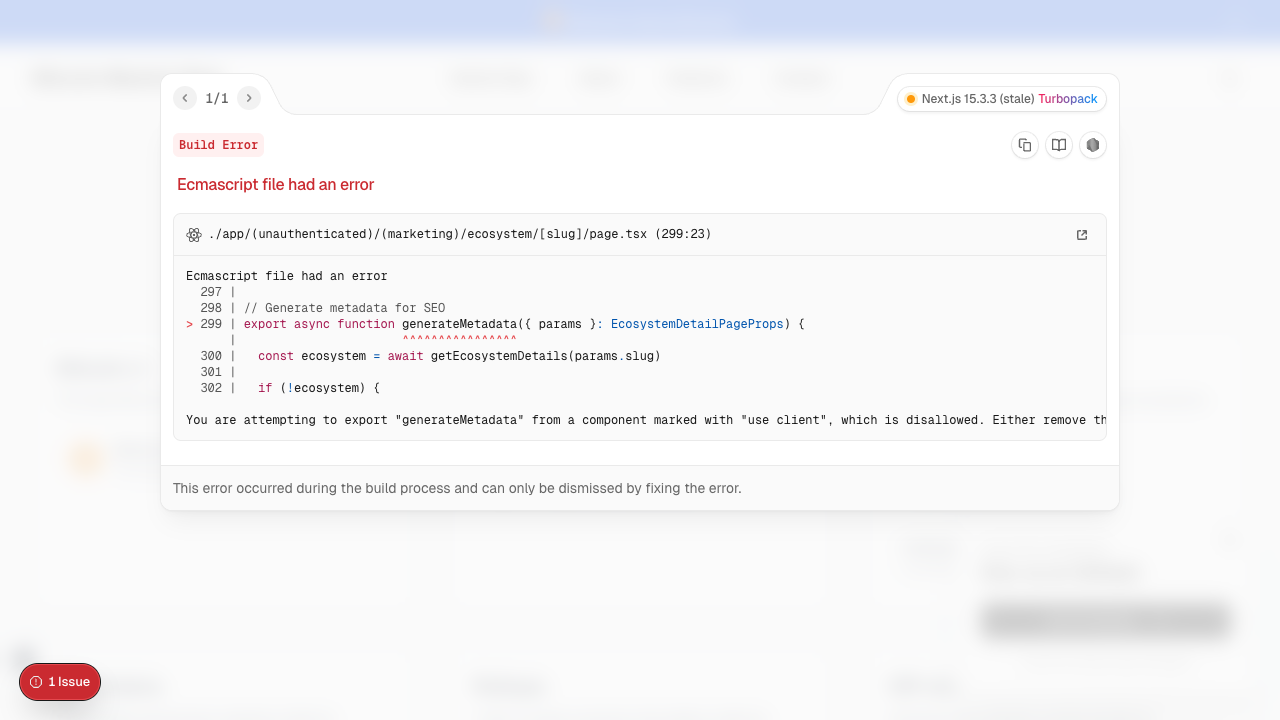 1/1
Next.js 15.3.3 (stale) Turbopack
Build Error
Ecmascript file had an error
./app/(unauthenticated)/(marketing)/ecosystem/[slug]/page.tsx (299:23)
Ecmascript file had an error
297 |
298 | // Generate metadata for SEO
> 299 | export async function generateMetadata({ params }: EcosystemDetailPageProps) {
| ^^^^^^^^^^^^^^^^
300 |   const ecosystem = await getEcosystemDetails(params.slug)
301 |
302 |   if (!ecosystem) {
You are attempting to export "generateMetadata" from a component marked with "use client", which is disallowed. Either remove th
This error occurred during the build process and can only be dismissed by fixing the error.
1 Issue